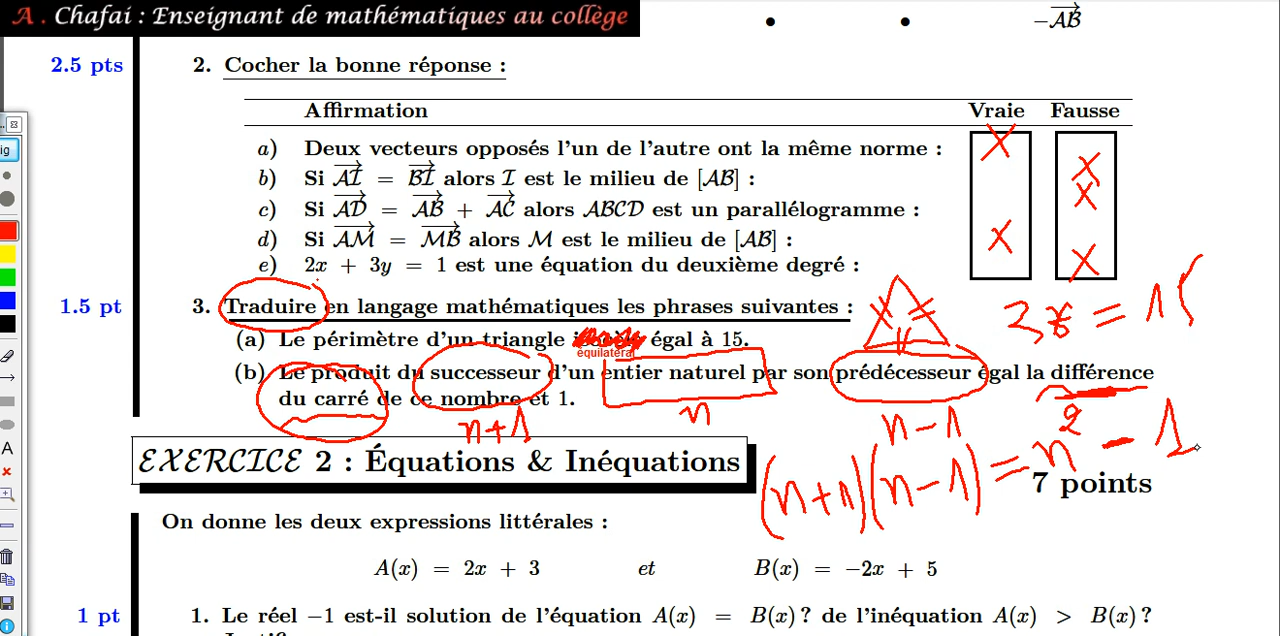 A . Chafai : Enseignant de mathématiques au collège
−AB
2.5 pts 2. Cocher la bonne réponse :
Affirmation Vraie Fausse
a) Deux vecteurs opposés l'un de l'autre ont la même norme : X
b) Si AI = BI alors I est le milieu de [AB] : X
c) Si AD = AB + AC alors ABCD est un parallélogramme : X
d) Si AM = MB alors M est le milieu de [AB] : X
e) 2x + 3y = 1 est une équation du deuxième degré : X
1.5 pt 3. Traduire en langage mathématiques les phrases suivantes :
(a) Le périmètre d'un triangle égal à 15.
équilatéral
(b) Le produit du successeur d'un entier naturel par son prédécesseur égal la différence
du carré de ce nombre et 1.
n+1 n n−1
(n+1)(n−1) = n² − 1
EXERCICE 2 : Équations & Inéquations
7 points
On donne les deux expressions littérales :
A(x) = 2x + 3 et B(x) = −2x + 5
1 pt 1. Le réel −1 est-il solution de l'équation A(x) = B(x)? de l'inéquation A(x) > B(x)?